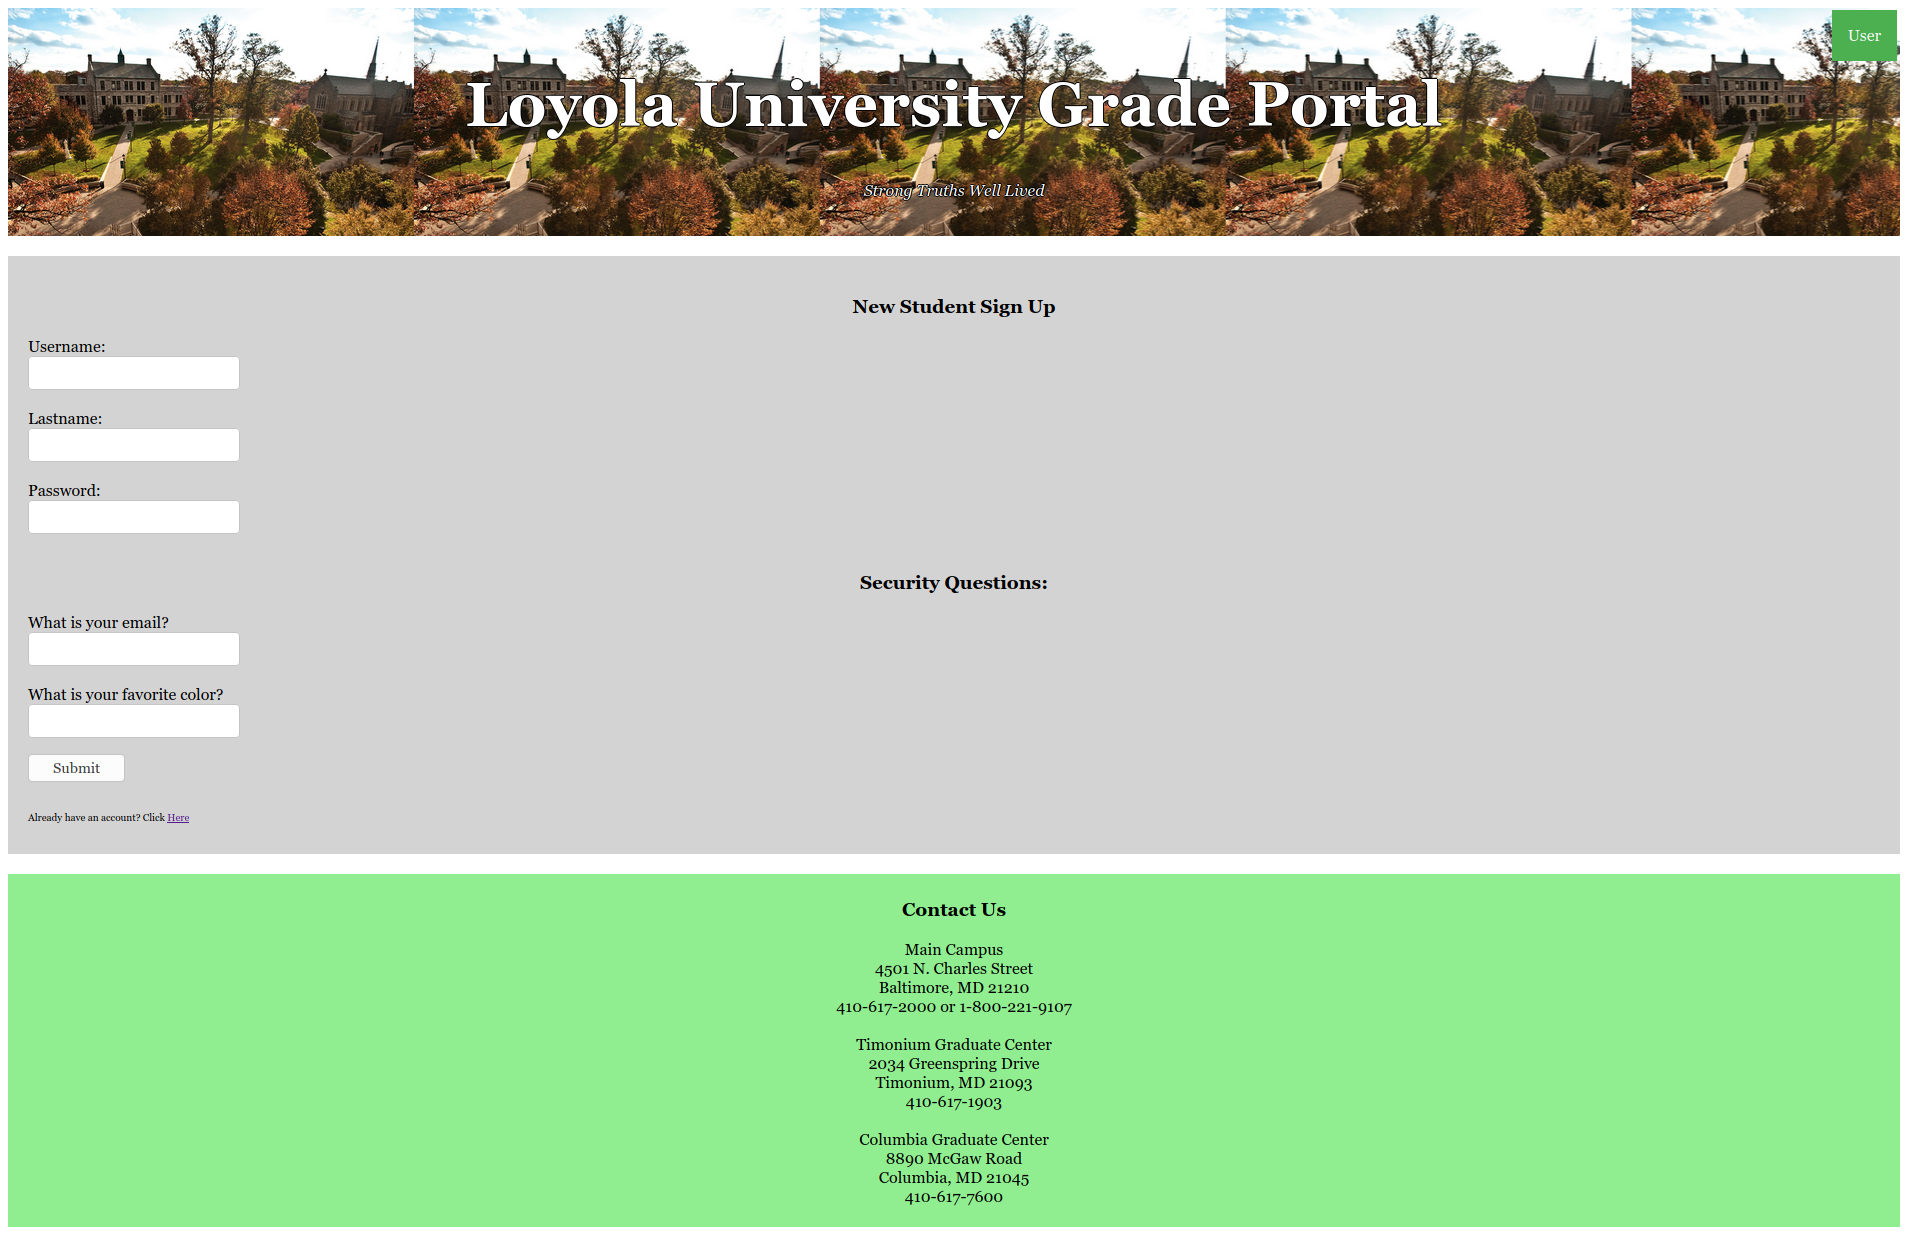 User
Loyola University Grade Portal
Strong Truths Well Lived
New Student Sign Up
Username:
Lastname:
Password:
Security Questions:
What is your email?
What is your favorite color?
Submit
Already have an account? Click Here
Contact Us
Main Campus
4501 N. Charles Street
Baltimore, MD 21210
410-617-2000 or 1-800-221-9107
Timonium Graduate Center
2034 Greenspring Drive
Timonium, MD 21093
410-617-1903
Columbia Graduate Center
8890 McGaw Road
Columbia, MD 21045
410-617-7600